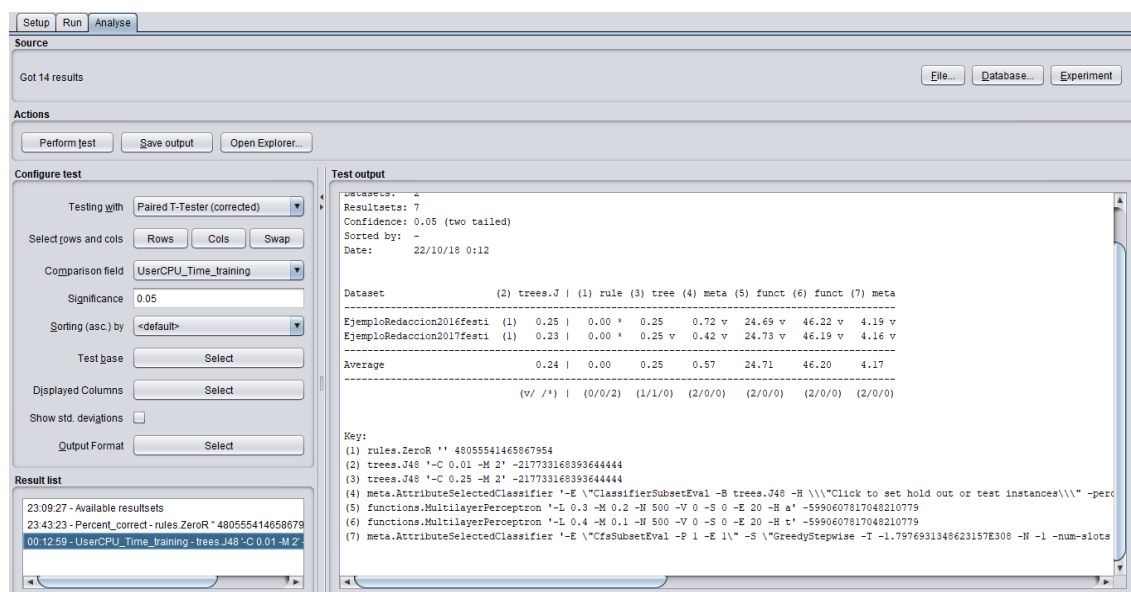 Setup Run Analyse
Source
Got 14 results
File... Database... Experiment
Actions
Perform test Save output Open Explorer...
Configure test
Testing with Paired T-Tester (corrected)
Select rows and cols Rows Cols Swap
Comparison field UserCPU_Time_training
Significance 0.05
Sorting (asc.) by <default>
Test base Select
Displayed Columns Select
Show std. deviations
Output Format Select
Result list
23:09:27 - Available resultsets
23:43:23 - Percent_correct - rules.ZeroR '' 480555414658679
00:12:59 - UserCPU_Time_training - trees.J48 '-C 0.01 -M 2' -
Test output
Datasets: 2
Resultsets: 7
Confidence: 0.05 (two tailed)
Sorted by: -
Date: 22/10/18 0:12
Dataset (2) trees.J | (1) rule (3) tree (4) meta (5) funct (6) funct (7) meta
EjemploRedaccion2016festi (1) 0.25 | 0.00 * 0.25 0.72 v 24.69 v 46.22 v 4.19 v
EjemploRedaccion2017festi (1) 0.23 | 0.00 * 0.25 v 0.42 v 24.73 v 46.19 v 4.16 v
Average 0.24 | 0.00 0.25 0.57 24.71 46.20 4.17
(v/ /*) | (0/0/2) (1/1/0) (2/0/0) (2/0/0) (2/0/0) (2/0/0)
Key:
(1) rules.ZeroR '' 48055541465867954
(2) trees.J48 '-C 0.01 -M 2' -217733168393644444
(3) trees.J48 '-C 0.25 -M 2' -217733168393644444
(4) meta.AttributeSelectedClassifier '-E \"ClassifierSubsetEval -B trees.J48 -H \\\"Click to set hold out or test instances\\\" -perc
(5) functions.MultilayerPerceptron '-L 0.3 -M 0.2 -N 500 -V 0 -S 0 -E 20 -H a' -5990607817048210779
(6) functions.MultilayerPerceptron '-L 0.4 -M 0.1 -N 500 -V 0 -S 0 -E 20 -H t' -5990607817048210779
(7) meta.AttributeSelectedClassifier '-E \"CfsSubsetEval -P 1 -E 1\" -S \"GreedyStepwise -T -1.7976931348623157E308 -N -1 -num-slots